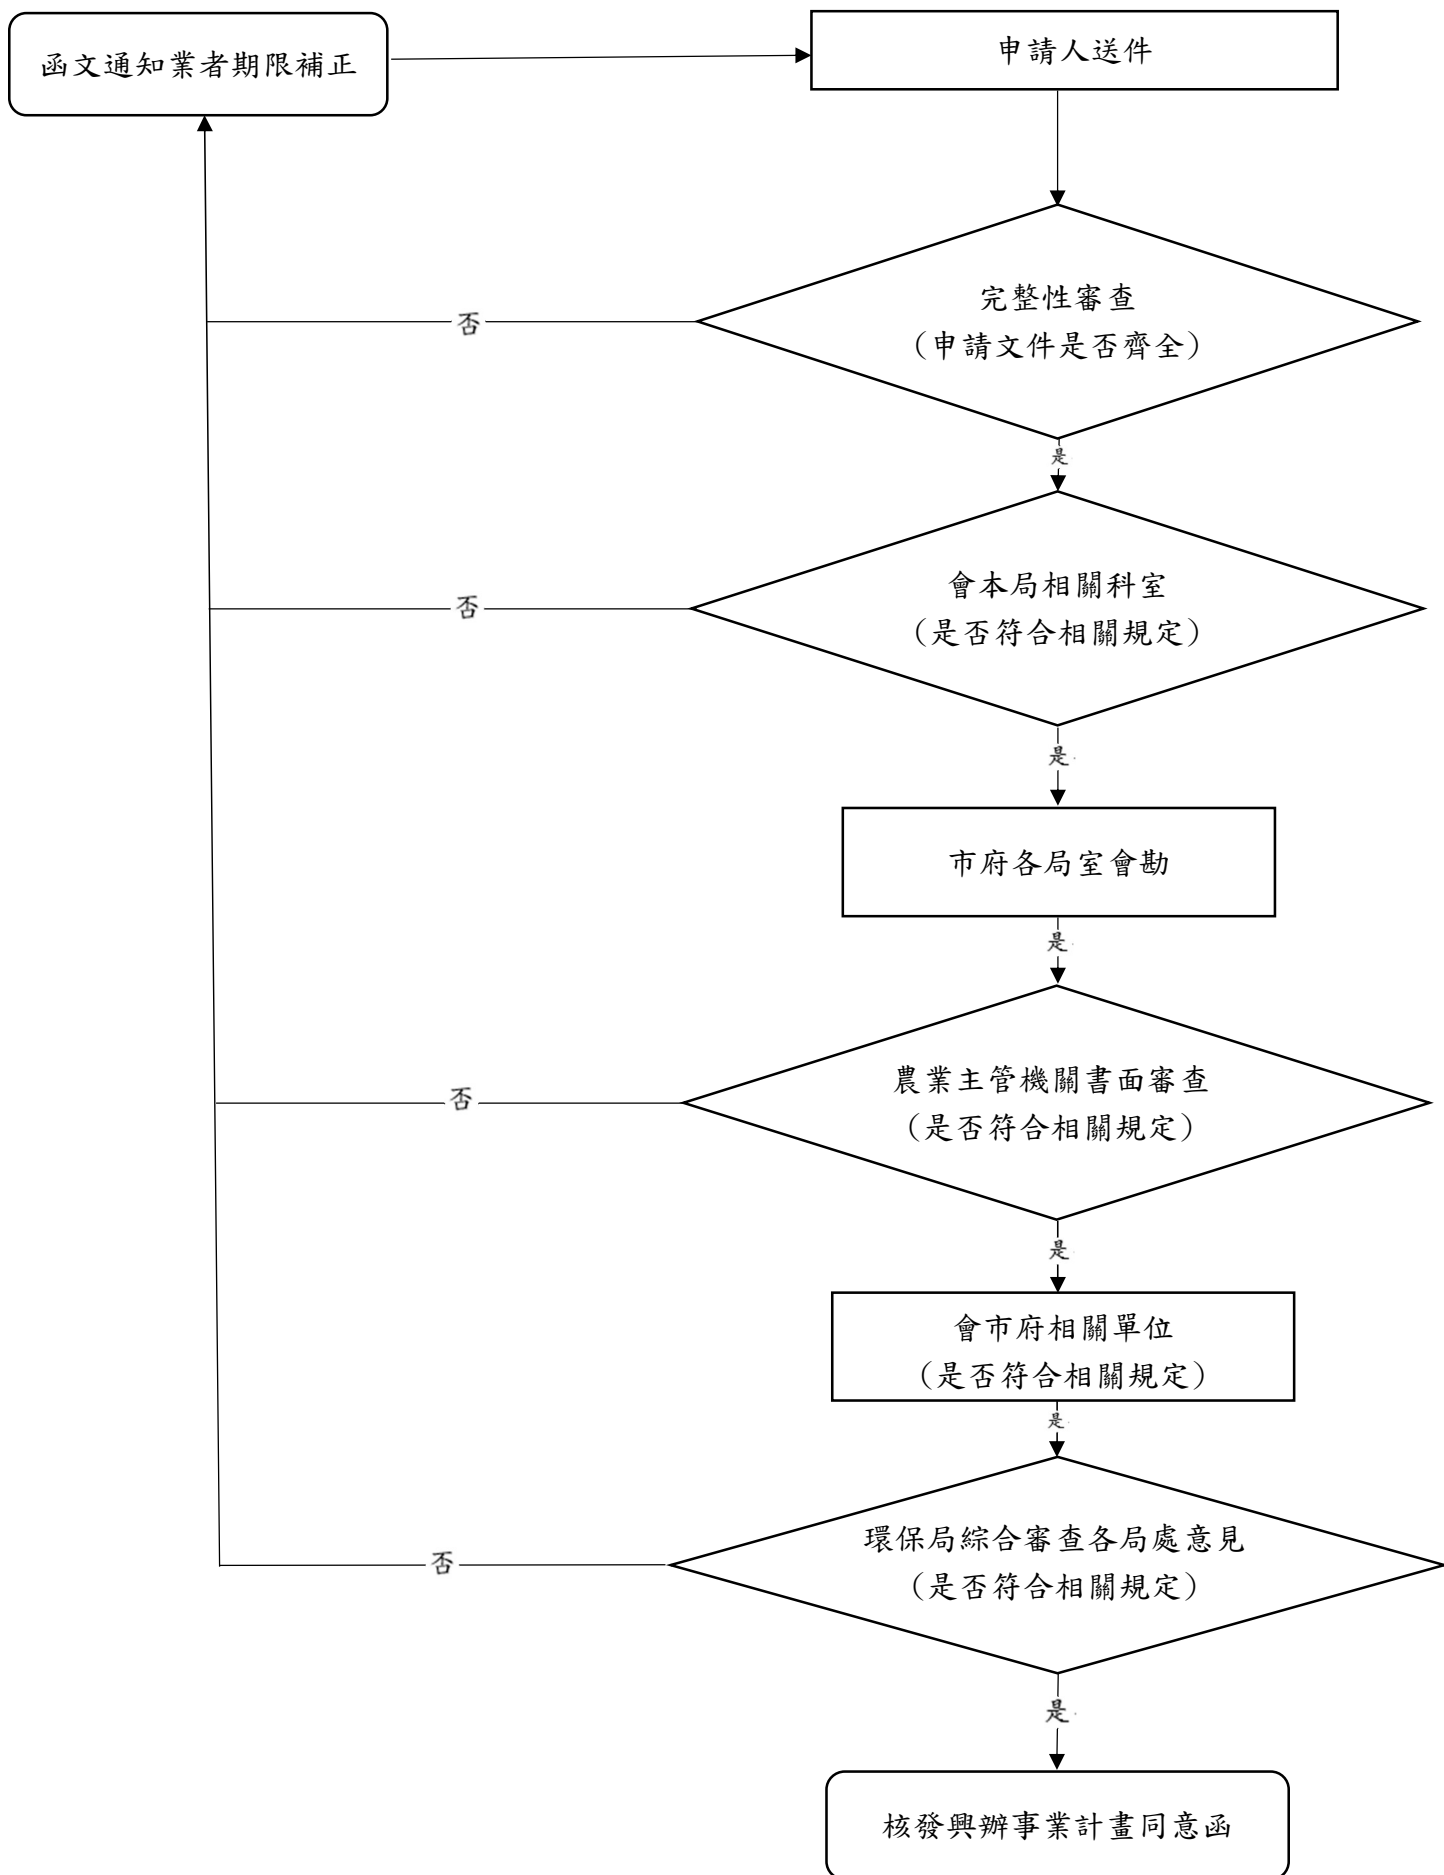 函文通知業者期限補正
申請人送件
完整性審查
（申請文件是否齊全）
否
是
會本局相關科室
（是否符合相關規定）
否
是
市府各局室會勘
是
農業主管機關書面審查
（是否符合相關規定）
否
是
會市府相關單位
（是否符合相關規定）
是
環保局綜合審查各局處意見
（是否符合相關規定）
否
是
核發興辦事業計畫同意函